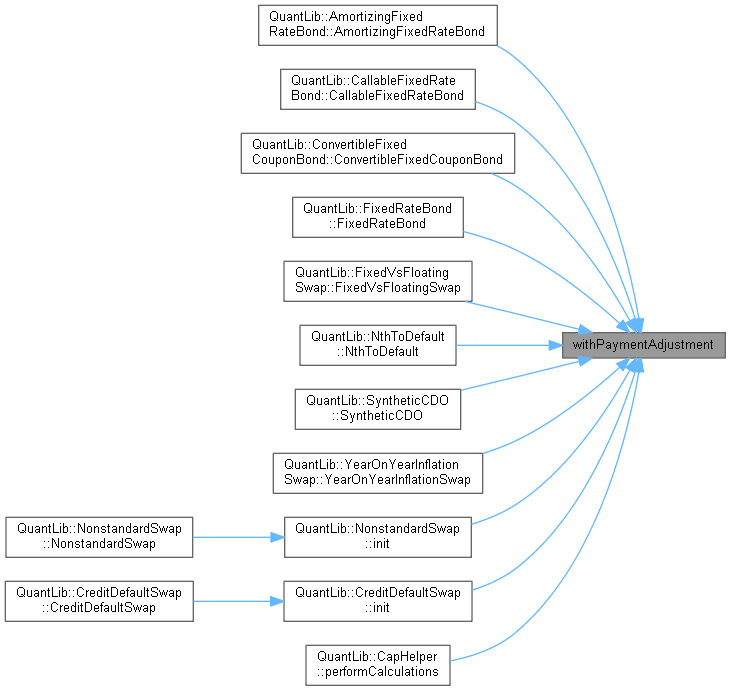 QuantLib::AmortizingFixed
RateBond::AmortizingFixedRateBond
QuantLib::CallableFixedRate
Bond::CallableFixedRateBond
QuantLib::ConvertibleFixed
CouponBond::ConvertibleFixedCouponBond
QuantLib::FixedRateBond
::FixedRateBond
QuantLib::FixedVsFloating
Swap::FixedVsFloatingSwap
QuantLib::NthToDefault
::NthToDefault
withPaymentAdjustment
QuantLib::SyntheticCDO
::SyntheticCDO
QuantLib::YearOnYearInflation
Swap::YearOnYearInflationSwap
QuantLib::NonstandardSwap
::NonstandardSwap
QuantLib::NonstandardSwap
::init
QuantLib::CreditDefaultSwap
::CreditDefaultSwap
QuantLib::CreditDefaultSwap
::init
QuantLib::CapHelper
::performCalculations